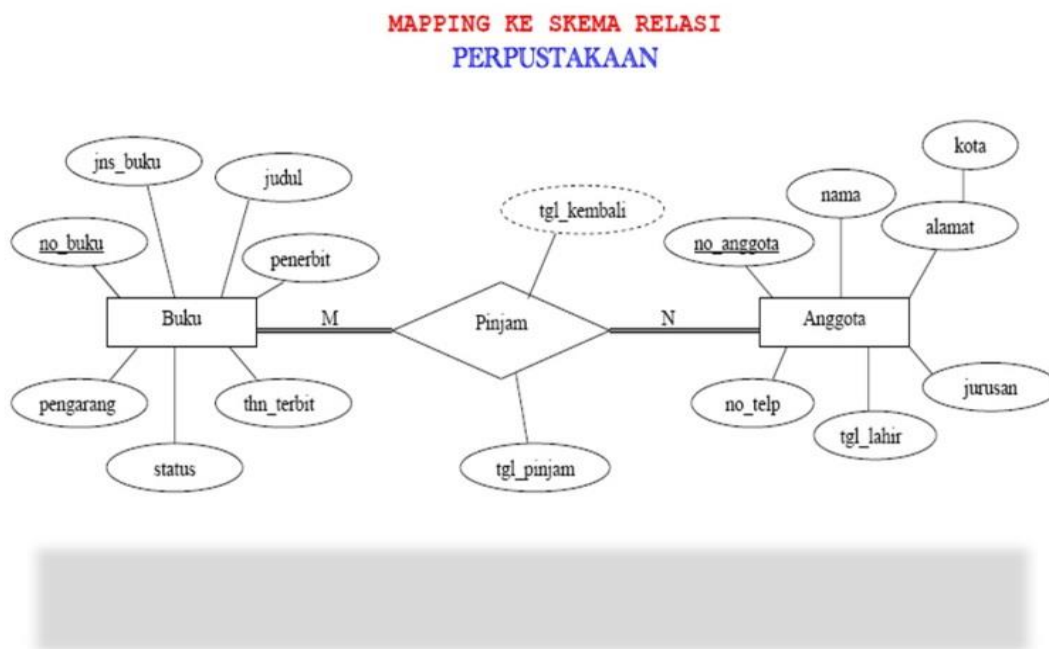 MAPPING KE SKEMA RELASI
PERPUSTAKAAN
jns_buku
judul
no_buku
penerbit
Buku
pengarang
thn_terbit
status
M
tgl_kembali
Pinjam
tgl_pinjam
N
kota
nama
alamat
no_anggota
Anggota
no_telp
jurusan
tgl_lahir